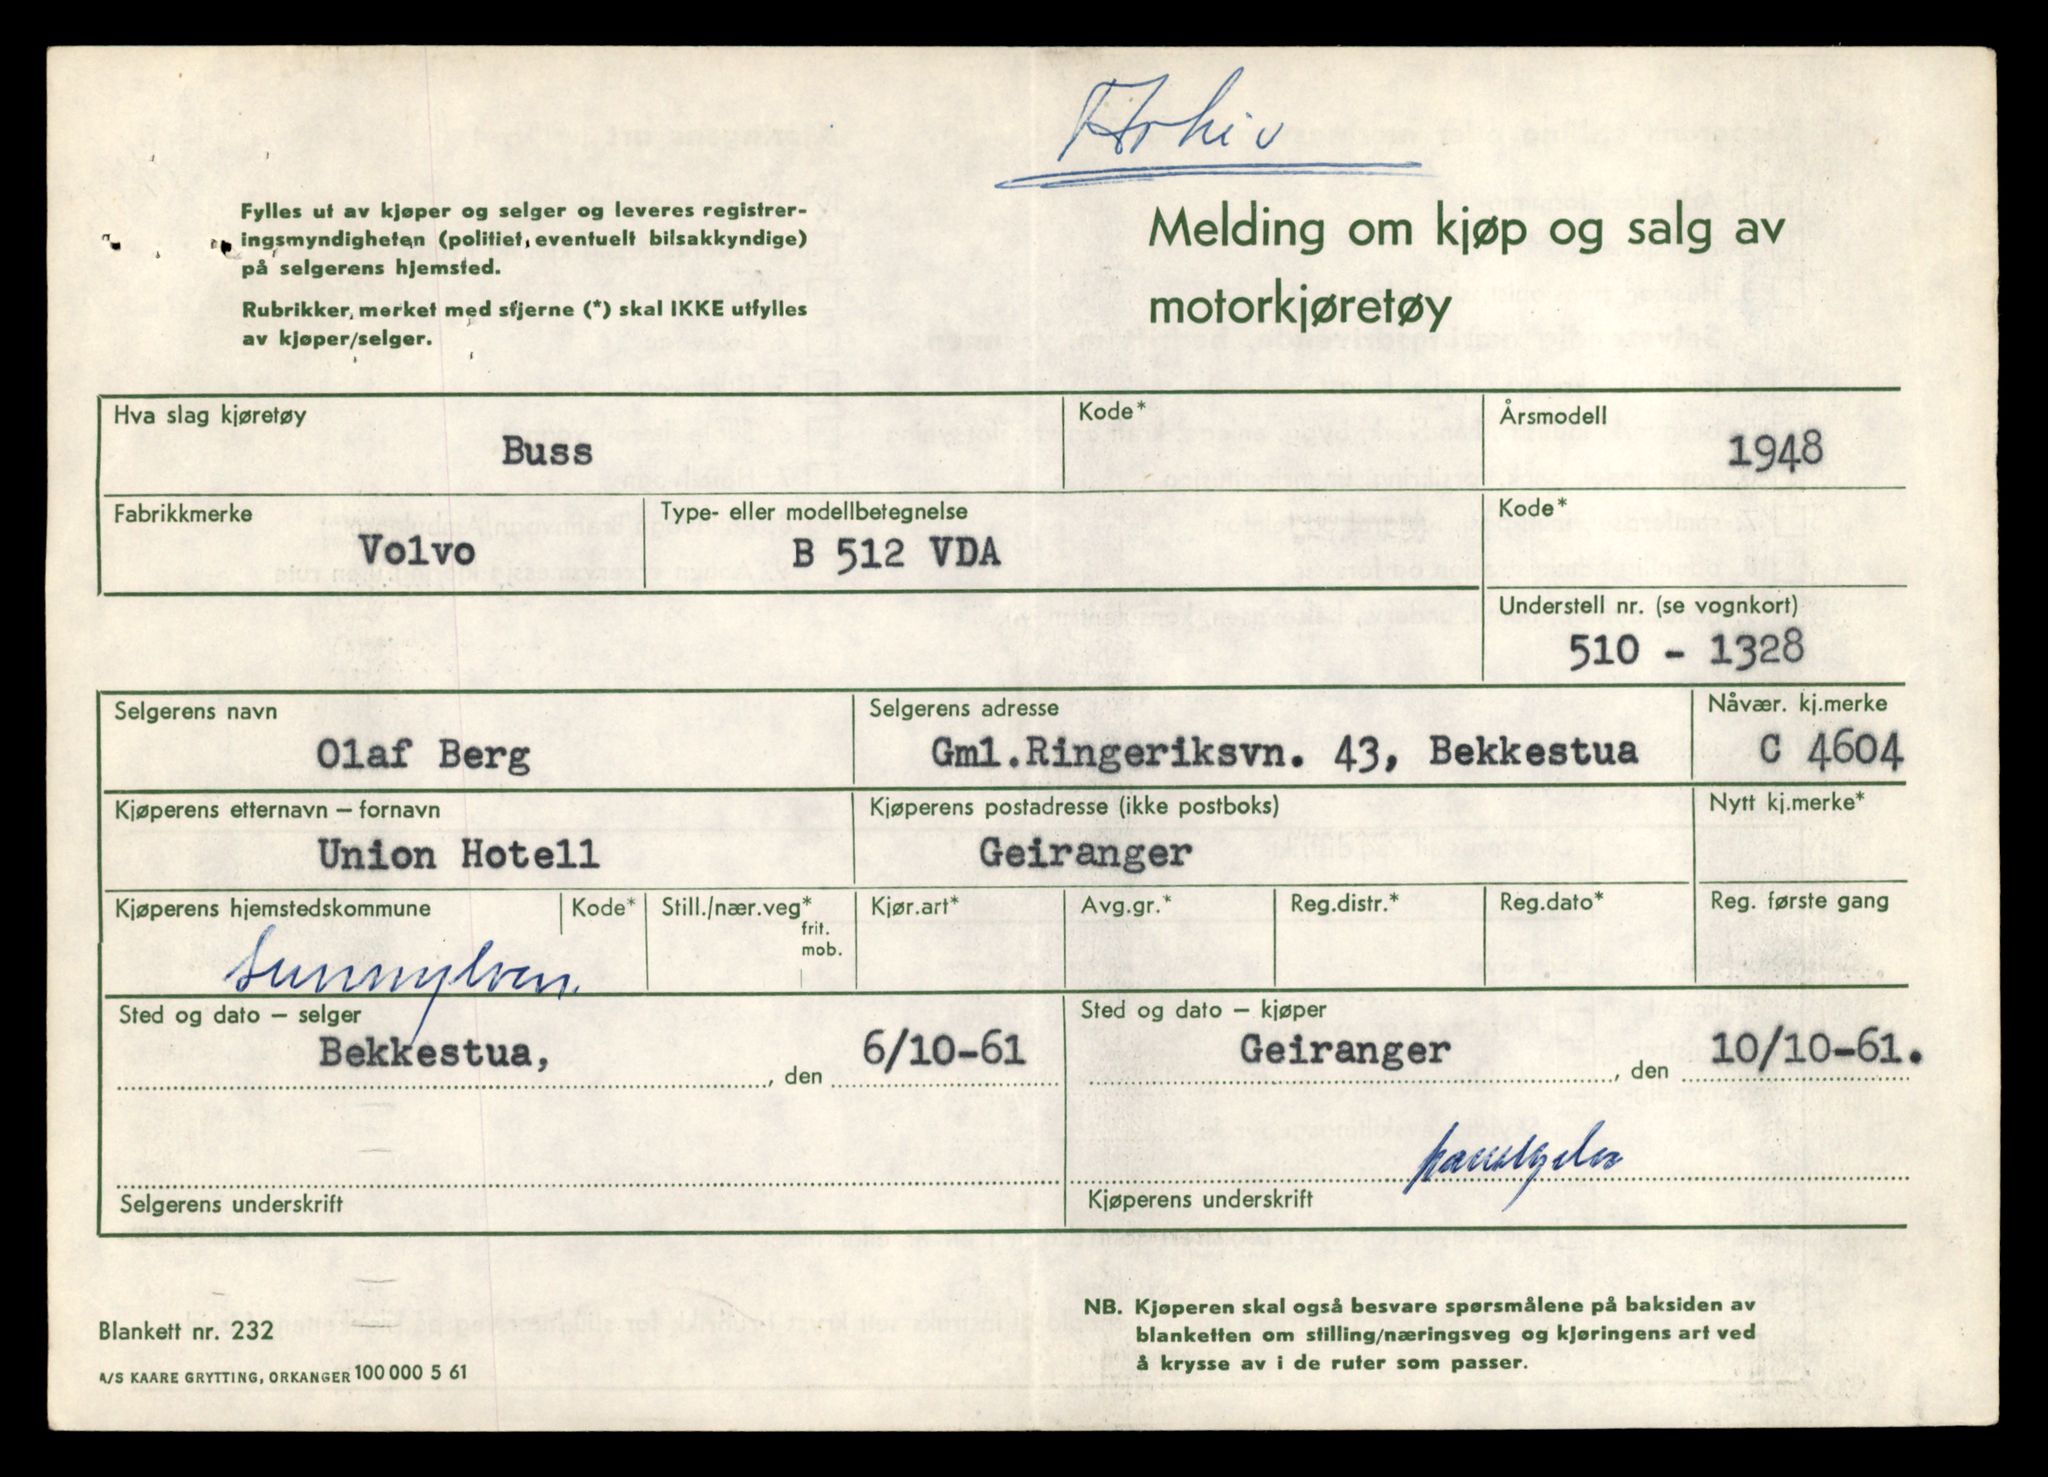 Arkiv
Fylles ut av kjøper og selger og leveres registrer-
ingsmyndigheten (politiet, eventuelt bilsakkyndige)
på selgerens hjemsted.
Rubrikker, merket med stjerne (*) skal IKKE utfylles
av kjøper/selger.
Melding om kjøp og salg av
motorkjøretøy
Hva slag kjøretøy
Buss
Kode*
Årsmodell
1948
Fabrikkmerke
Volvo
Type- eller modellbetegnelse
B 512 VDA
Kode*
Understell nr. (se vognkort)
510 - 1328
Selgerens navn
Olaf Berg
Selgerens adresse
Gml.Ringeriksvn. 43, Bekkestua
Nåvær. kj.merke
C 4604
Kjøperens etternavn – fornavn
Union Hotell
Kjøperens postadresse (ikke postboks)
Geiranger
Nytt kj.merke*
Kjøperens hjemstedskommune
Sunnylven
Kode*
Still./nær.veg*
frit.
mob.
Kjør.art*
Avg.gr.*
Reg.distr.*
Reg.dato*
Reg. første gang
Sted og dato – selger
Bekkestua, , den 6/10-61
Sted og dato – kjøper
Geiranger , den 10/10-61.
Selgerens underskrift
Kjøperens underskrift
Blankett nr. 232
A/S KAARE GRYTTING, ORKANGER 100 000 5 61
NB. Kjøperen skal også besvare spørsmålene på baksiden av
blanketten om stilling/næringsveg og kjøringens art ved
å krysse av i de ruter som passer.